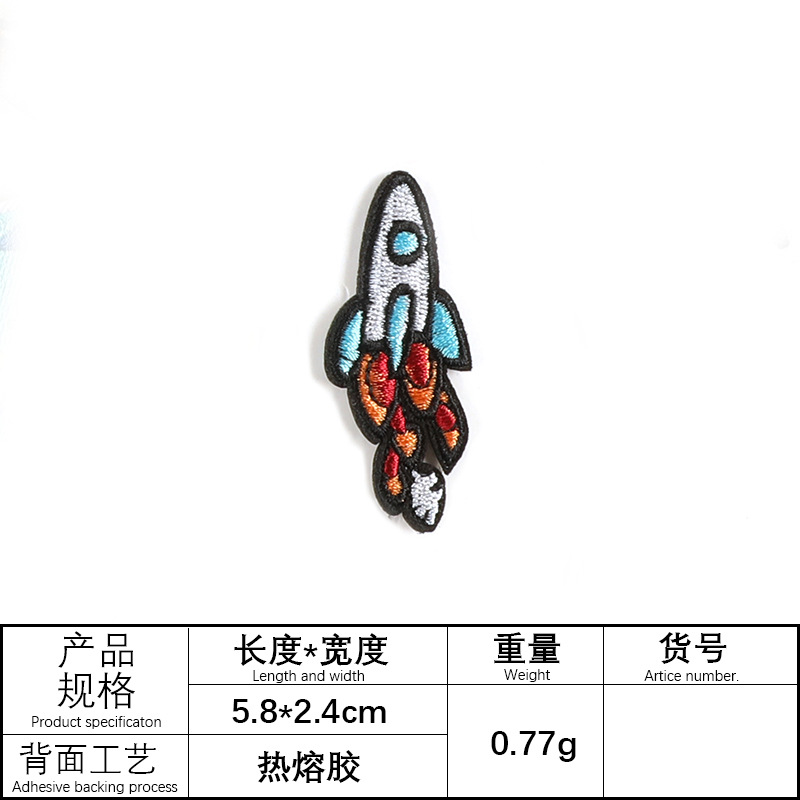 产品
规格
Product specificaton
长度*宽度
Length and width
重量
Weight
货号
Artice number.
5.8*2.4cm
0.77g
背面工艺
Adhesive backing process
热熔胶